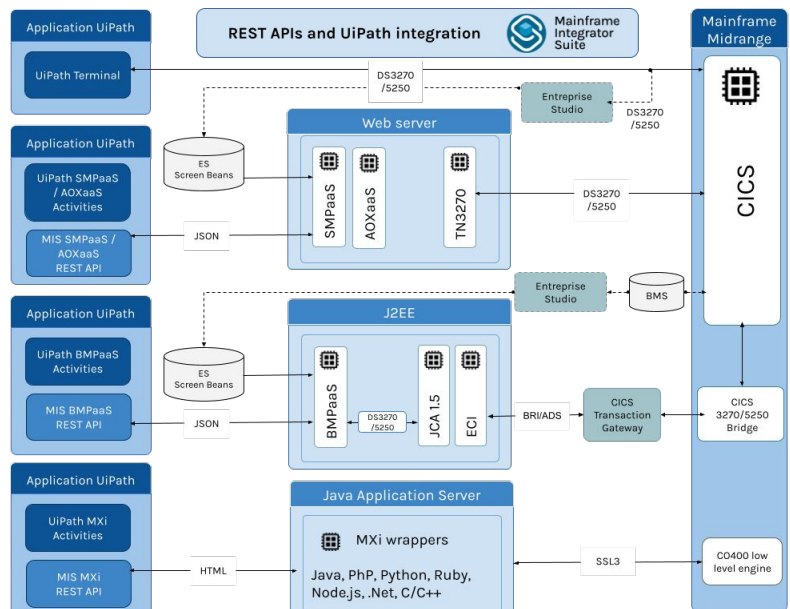 Application UiPath
UiPath Terminal
REST APIs and UiPath integration
Mainframe
Integrator
Suite
Mainframe
Midrange
DS3270
/5250
Entreprise
Studio
DS3270
/5250
Application UiPath
UiPath SMPaaS
/ AOXaaS
Activities
MIS SMPaaS /
AOXaaS
REST API
ES
Screen Beans
JSON
Web server
SMPaaS
AOXaaS
TN3270
DS3270
/5250
CICS
Application UiPath
UiPath BMPaaS
Activities
MIS BMPaaS
REST API
ES
Screen Beans
JSON
J2EE
BMPaaS
DS3270
/5250
JCA 1.5
ECI
Entreprise
Studio
BMS
BRI/ADS
CICS
Transaction
Gateway
CICS
3270/5250
Bridge
Application UiPath
UiPath MXi
Activities
MIS MXi
REST API
HTML
Java Application Server
MXi wrappers
Java, PhP, Python, Ruby,
Node.js, .Net, C/C++
SSL3
CO400 low
level engine